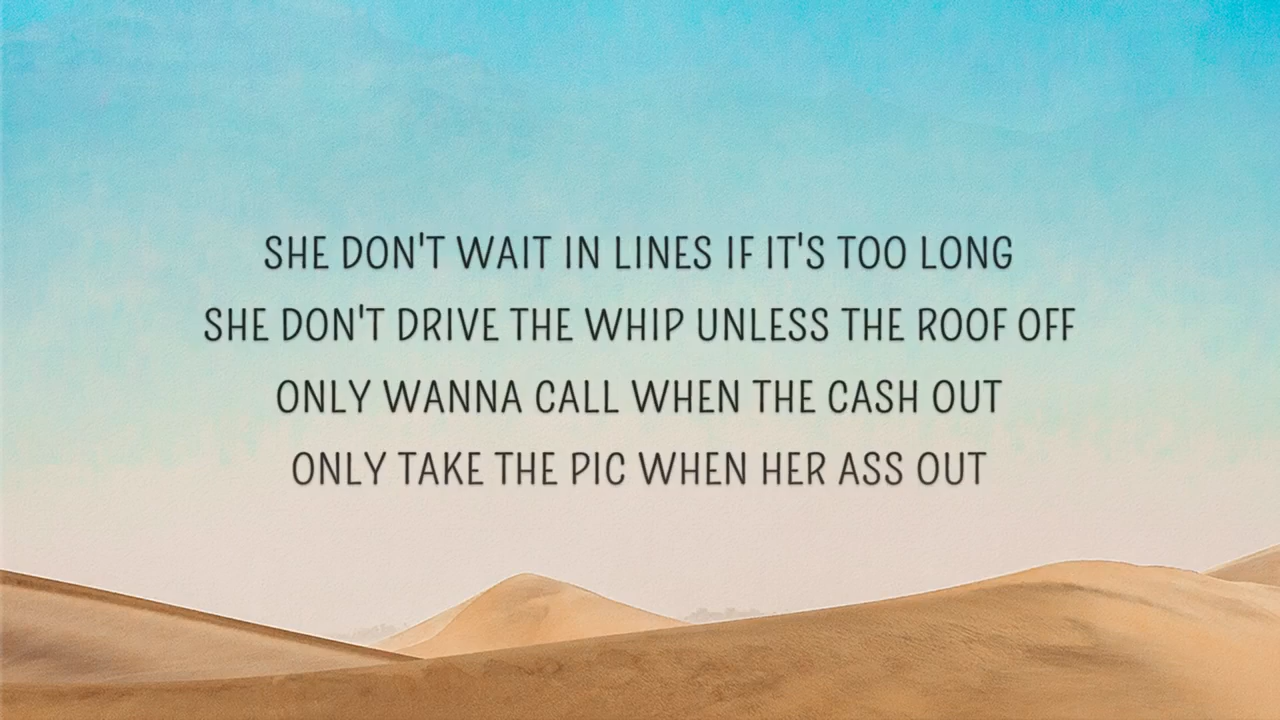 SHE DON'T WAIT IN LINES IF IT'S TOO LONG
SHE DON'T DRIVE THE WHIP UNLESS THE ROOF OFF
ONLY WANNA CALL WHEN THE CASH OUT
ONLY TAKE THE PIC WHEN HER ASS OUT